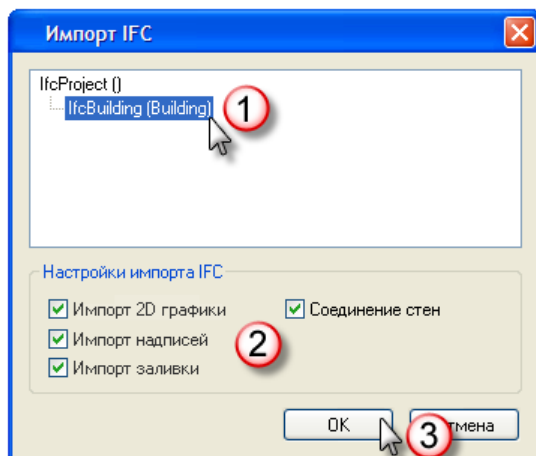 Импорт IFC
IfcProject ()
IfcBuilding (Building)
1
Настройки импорта IFC
Импорт 2D графики
Соединение стен
Импорт надписей
2
Импорт заливки
OK
3
тмена